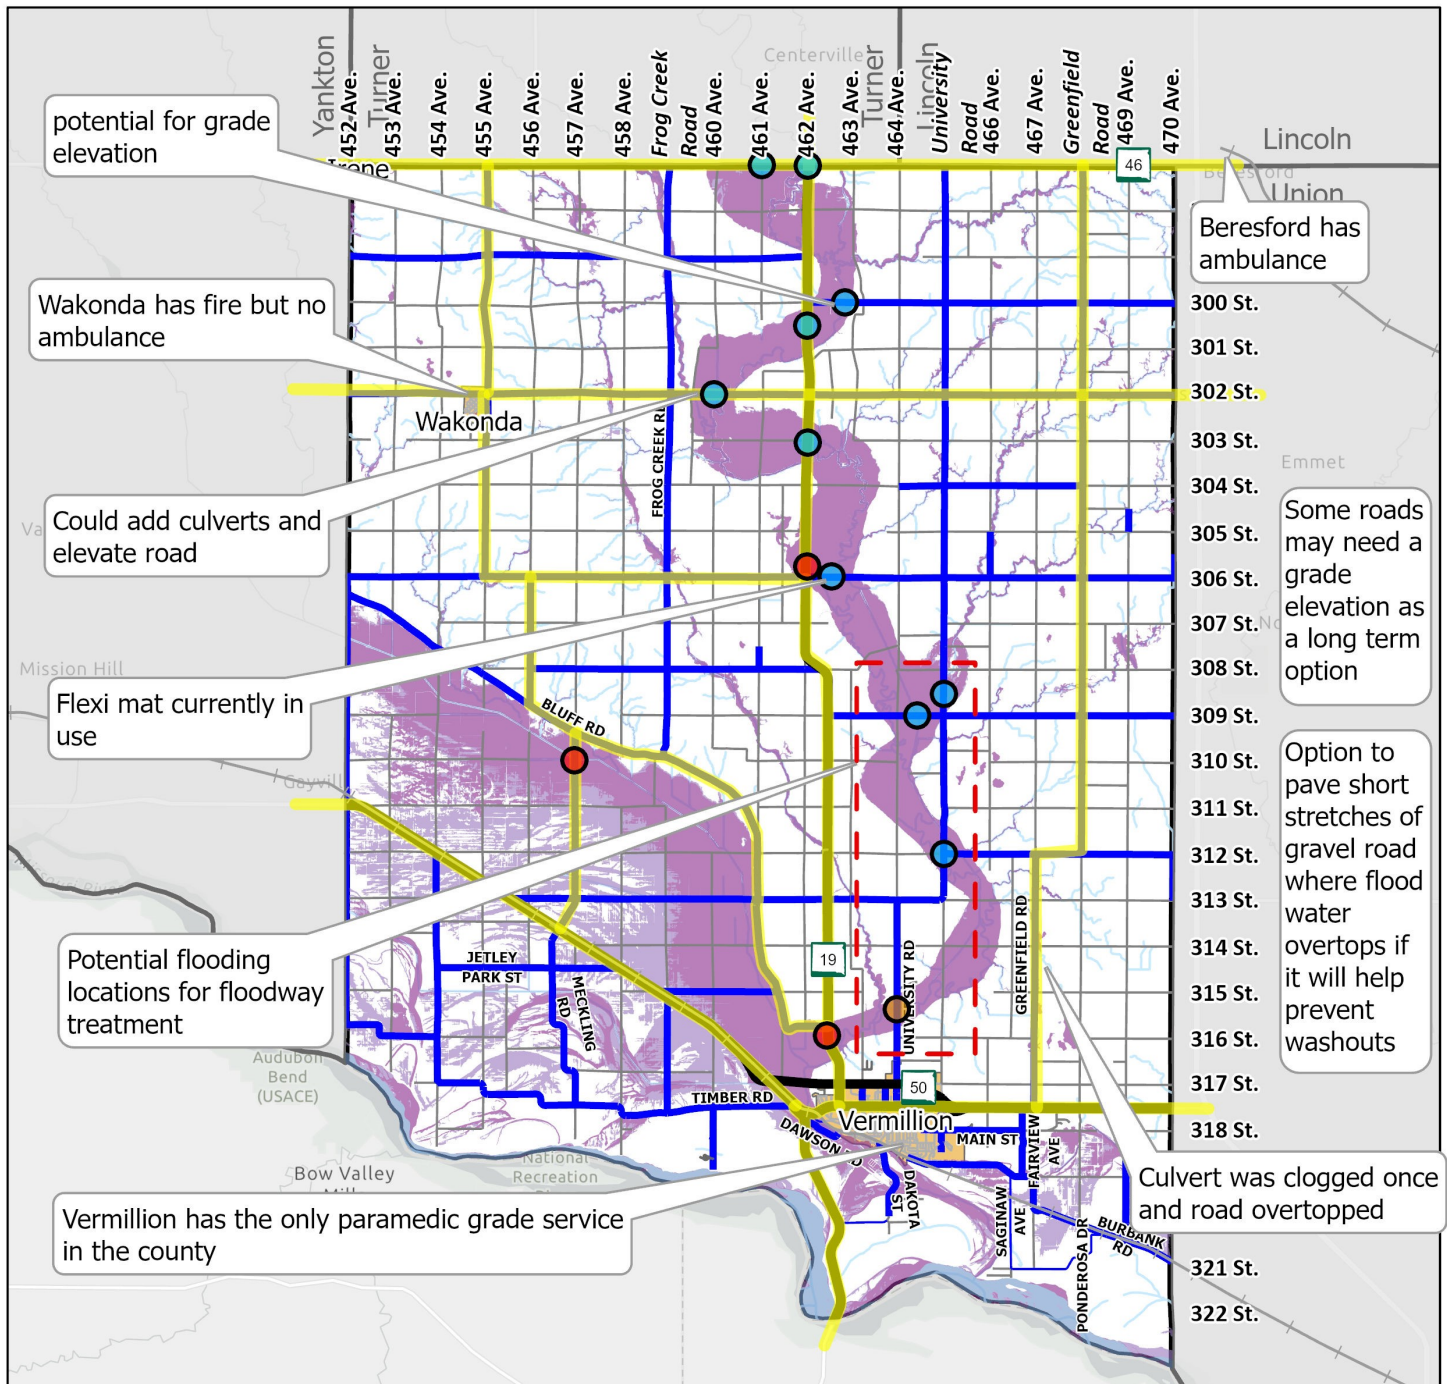 Centerville
Yankton
Turner
452 Ave.
453 Ave.
454 Ave.
455 Ave.
456 Ave.
457 Ave.
458 Ave.
Frog Creek
Road
460 Ave.
461 Ave.
462 Ave.
463 Ave.
Turner
464 Ave.
Lincoln
University
Road
466 Ave.
467 Ave.
Greenfield
Road
469 Ave.
470 Ave.
Lincoln
Union
Irene
46
Beresford
potential for grade
elevation
Beresford has
ambulance
Wakonda has fire but no
ambulance
300 St.
301 St.
302 St.
303 St.
304 St.
305 St.
306 St.
307 St.
308 St.
309 St.
310 St.
311 St.
312 St.
313 St.
314 St.
315 St.
316 St.
317 St.
318 St.
321 St.
322 St.
Wakonda
FROG CREEK RD
Emmet
Could add culverts and
elevate road
Va
Some roads
may need a
grade
elevation as
a long term
option
No
Mission Hill
Flexi mat currently in
use
BLUFF RD
Gayvill
Option to
pave short
stretches of
gravel road
where flood
water
overtops if
it will help
prevent
washouts
Missouri River
Potential flooding
locations for floodway
treatment
JETLEY
PARK ST
MECKLING
RD
19
UNIVERSITY RD
GREENFIELD RD
Audubon
Bend
(USACE)
TIMBER RD
50
Vermillion
DAWSON RD
MAIN ST
FAIRVIEW
AVE
National
Recreation
Bow Valley
Mill
DAKOTA
ST
SAGINAW
AVE
PONDEROSA DR
BURBANK
RD
Culvert was clogged once
and road overtopped
Vermillion has the only paramedic grade service
in the county